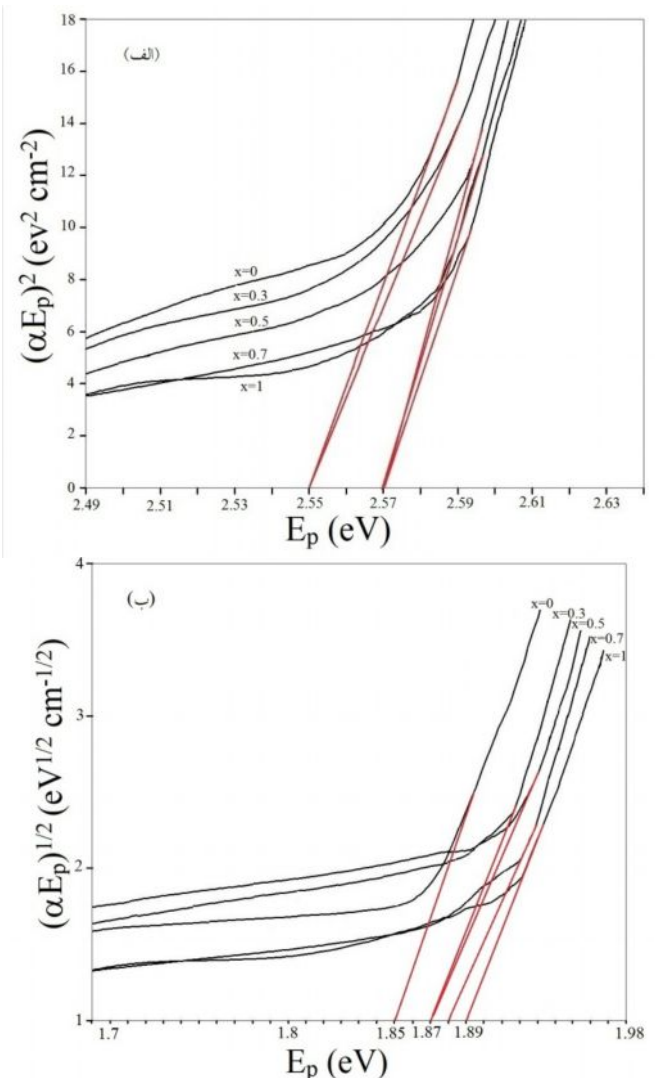 (الف)
18
16
14
12
10
8
6
4
2
0
(αEp)² (ev² cm⁻²)
x=0
x=0.3
x=0.5
x=0.7
x=1
2.49 2.51 2.53 2.55 2.57 2.59 2.61 2.63
Ep (eV)
(ب)
4
3
2
1
(αEp)¹/² (eV¹/² cm⁻¹/²)
x=0
x=0.3
x=0.5
x=0.7
x=1
1.7 1.8 1.85 1.87 1.89 1.98
Ep (eV)